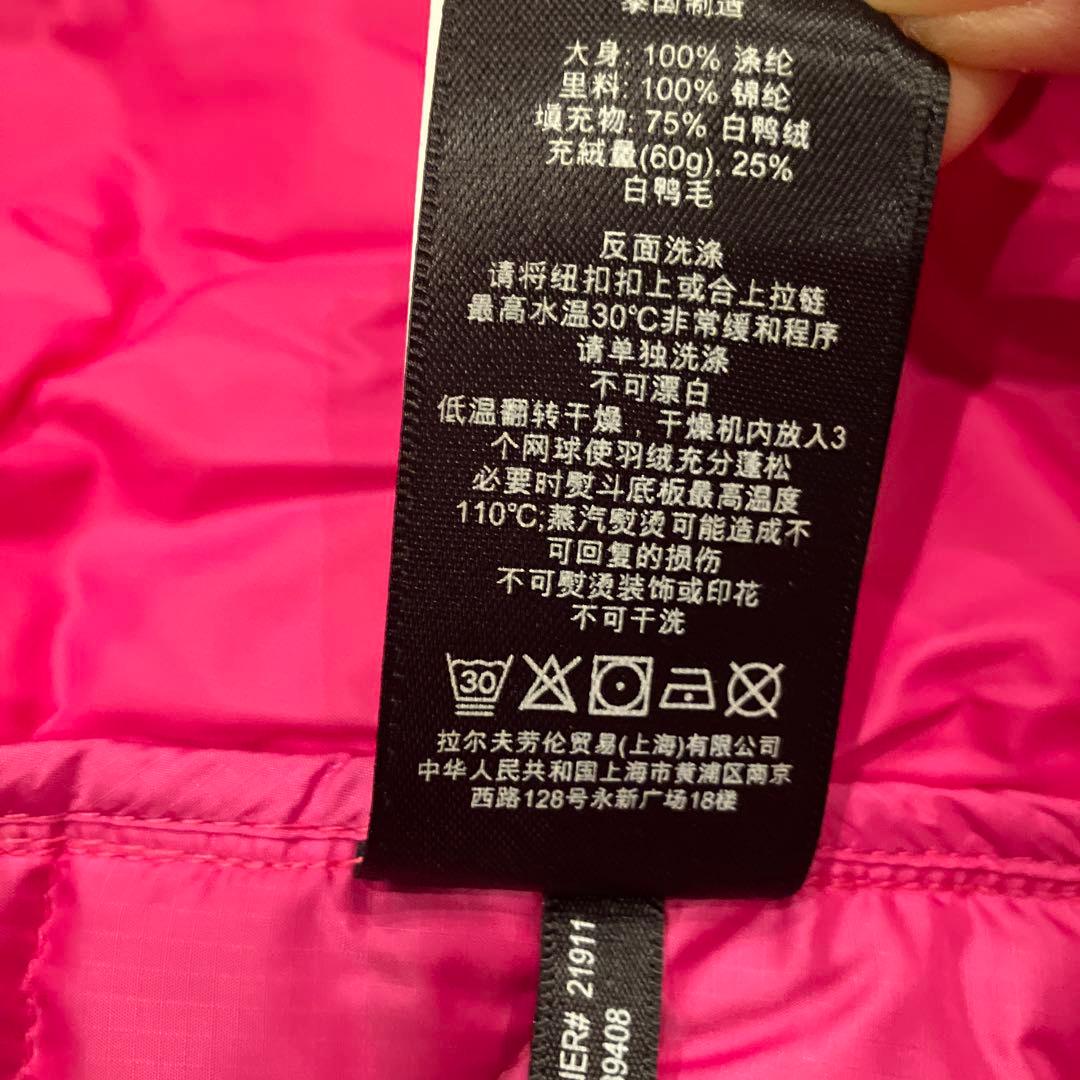 泰国制造
大身: 100% 涤纶
里料: 100% 锦纶
填充物: 75% 白鸭绒
充絨量(60g), 25%
白鸭毛
反面洗涤
请将纽扣扣上或合上拉链
最高水温30℃非常缓和程序
请单独洗涤
不可漂白
低温翻转干燥，干燥机内放入3
个网球使羽绒充分蓬松
必要时熨斗底板最高温度
110℃;蒸汽熨烫可能造成不
可回复的损伤
不可熨烫装饰或印花
不可干洗
30
拉尔夫劳伦贸易(上海)有限公司
中华人民共和国上海市黄浦区南京
西路128号永新广场18樓
IER# 21911
39408